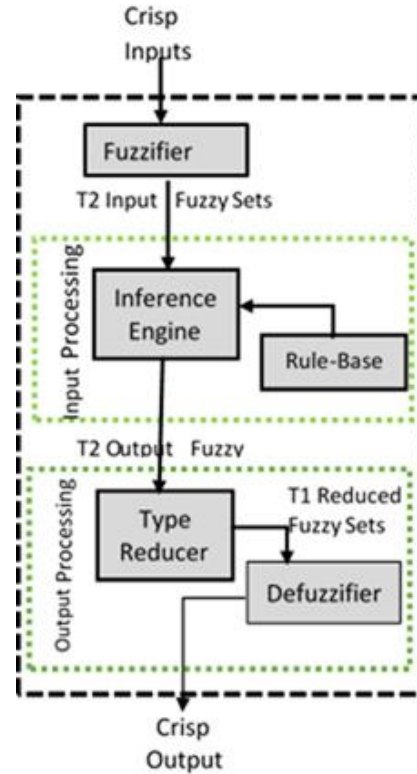 Crisp
Inputs
Fuzzifier
T2 Input Fuzzy Sets
Input Processing
Inference
Engine
Rule-Base
T2 Output Fuzzy
Output Processing
Type
Reducer
T1 Reduced
Fuzzy Sets
Defuzzifier
Crisp
Output